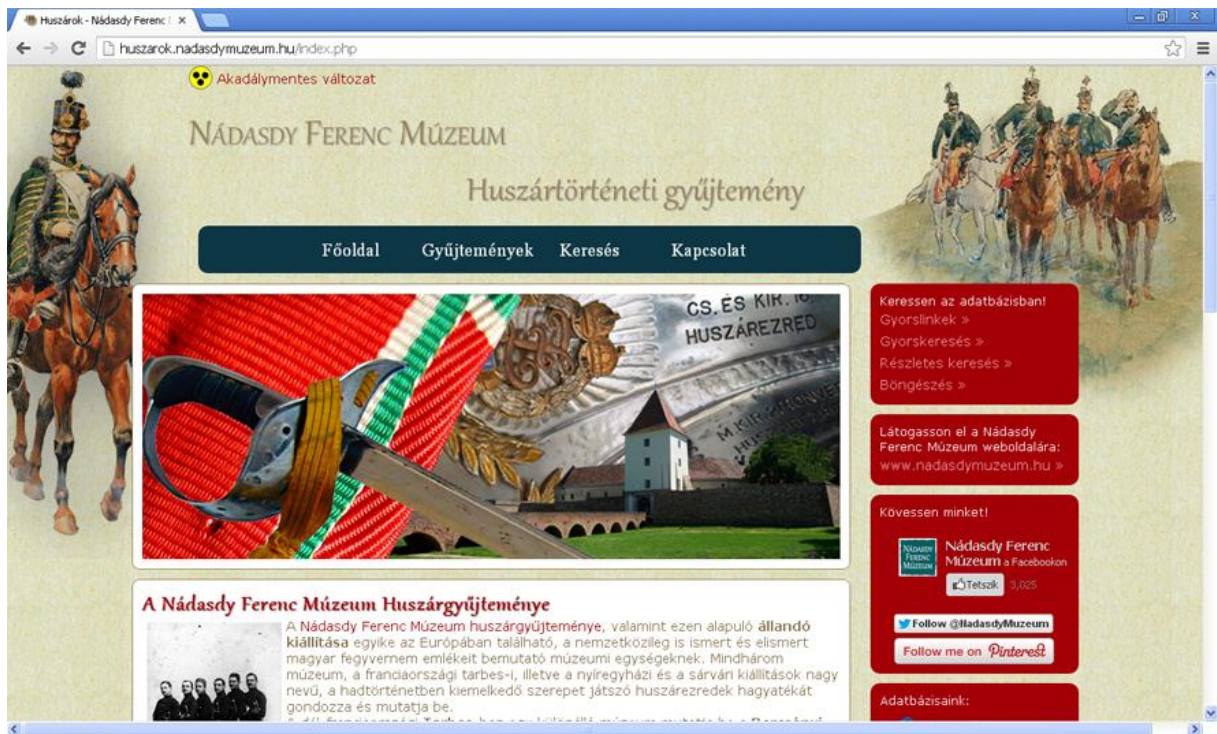 Huszárok - Nádasdy Ferenc
huszarok.nadasdymuzeum.hu/index.php
Akadálymentes változat
NÁDASDY FERENC MÚZEUM
Huszártörténeti gyűjtemény
Főoldal Gyűjtemények Keresés Kapcsolat
CS. ÉS KIR. 16.
HUSZÁREZRED
Keressen az adatbázisban!
Gyorslinkek »
Gyorskeresés »
Részletes keresés »
Böngészés »
Látogasson el a Nádasdy
Ferenc Múzeum weboldalára:
www.nadasdymuzeum.hu »
Kövessen minket!
NÁDASDY
FERENC
MÚZEUM
Nádasdy Ferenc
Múzeum a Facebookon
Tetszik 3,025
Follow @NadasdyMuzeum
Follow me on Pinterest
Adatbázisaink:
A Nádasdy Ferenc Múzeum Huszárgyűjteménye
A Nádasdy Ferenc Múzeum huszárgyűjteménye, valamint ezen alapuló állandó
kiállítása egyike az Európában található, a nemzetközileg is ismert és elismert
magyar fegyvernem emlékeit bemutató múzeumi egységeknek. Mindhárom
múzeum, a franciaországi tarbes-i, illetve a nyíregyházi és a sárvári kiállítások nagy
nevű, a hadtörténetben kiemelkedő szerepet játszó huszárezredek hagyatékát
gondozza és mutatja be.